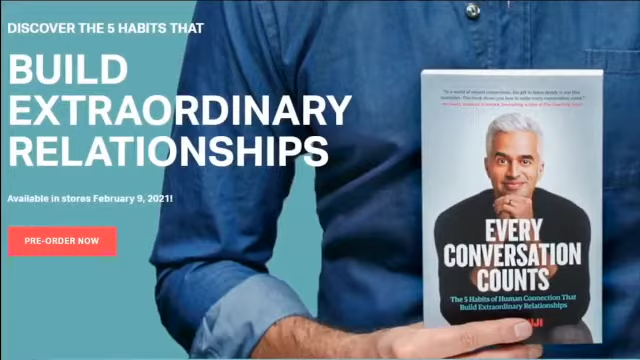 DISCOVER THE 5 HABITS THAT
BUILD
EXTRAORDINARY
RELATIONSHIPS
Available in stores February 9, 2021!
PRE-ORDER NOW
EVERY
CONVERSATION
COUNTS
The 5 Habits of Human Connection That
Build Extraordinary Relationships